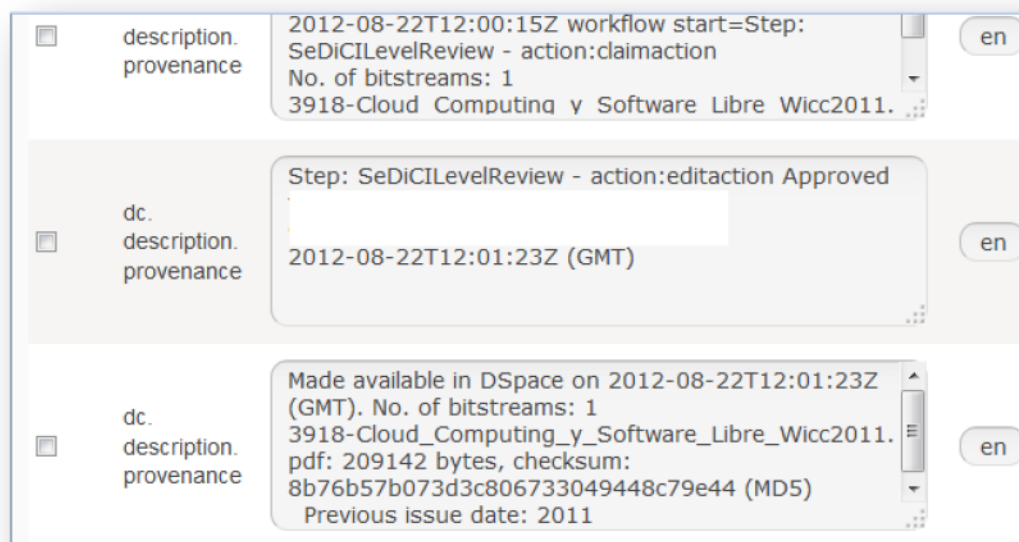 description.
provenance
2012-08-22T12:00:15Z workflow start=Step:
SeDiCILevelReview - action:claimaction
No. of bitstreams: 1
3918-Cloud_Computing_y_Software_Libre_Wicc2011.
en
dc.
description.
provenance
Step: SeDiCILevelReview - action:editaction Approved
2012-08-22T12:01:23Z (GMT)
en
dc.
description.
provenance
Made available in DSpace on 2012-08-22T12:01:23Z
(GMT). No. of bitstreams: 1
3918-Cloud_Computing_y_Software_Libre_Wicc2011.
pdf: 209142 bytes, checksum:
8b76b57b073d3c806733049448c79e44 (MD5)
Previous issue date: 2011
en